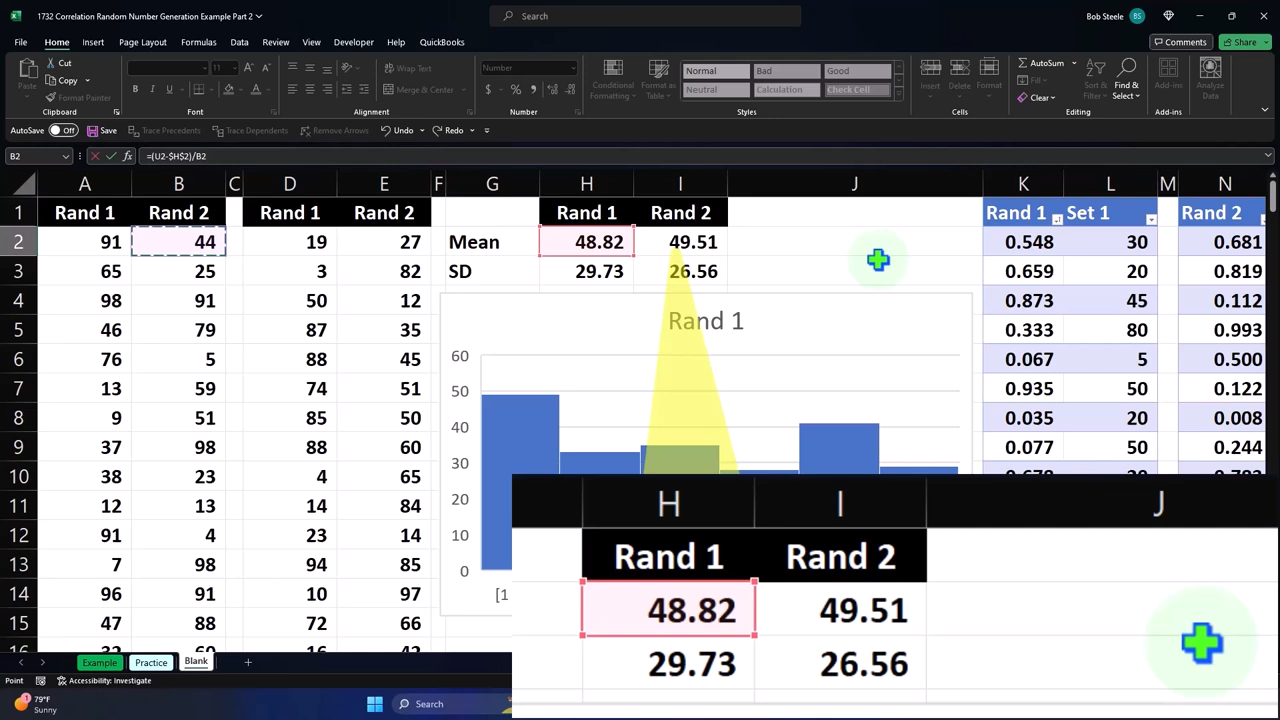 1732 Correlation Random Number Generation Example Part 2
Search
Bob Steele BS
File Home Insert Page Layout Formulas Data Review View Developer Automate Help QuickBooks
Comments Share
Paste
Cut
Copy
Format Painter
Clipboard
11
Font
Wrap Text
Merge & Center
Alignment
Number
Number
Conditional Formatting
Format as Table
Normal Bad Good
Neutral Calculation Check Cell
Styles
Insert Delete Format
Cells
AutoSum
Fill
Clear
Sort & Filter
Find & Select
Editing
Add-ins
Add-ins
Analyze Data
AutoSave Off Save Trace Precedents Trace Dependents Remove Arrows Undo Redo
B2 fx =(U2-$H$2)/B2
A B C D E F G H I J K L M N
1 Rand 1 Rand 2 Rand 1 Rand 2 Rand 1 Rand 2 Rand 1 Set 1 Rand 2
2 91 44 19 27 Mean 48.82 49.51 0.548 30 0.681
3 65 25 3 82 SD 29.73 26.56 0.659 20 0.819
4 98 91 50 12 0.873 45 0.112
5 46 79 87 35 0.333 80 0.993
6 76 5 88 45 0.067 5 0.500
7 13 59 74 51 0.935 50 0.122
8 9 51 85 50 0.035 20 0.008
9 37 98 88 60 0.077 50 0.244
10 38 23 4 65
11 12 13 14 84
12 91 4 23 14
13 7 98 94 85
14 96 91 10 97
15 47 88 72 66
16
Rand 1
60
50
40
30
20
10
0
[1
H I J
Rand 1 Rand 2
48.82 49.51
29.73 26.56
Example Practice Blank
Point Accessibility: Investigate
79°F
Sunny
Search